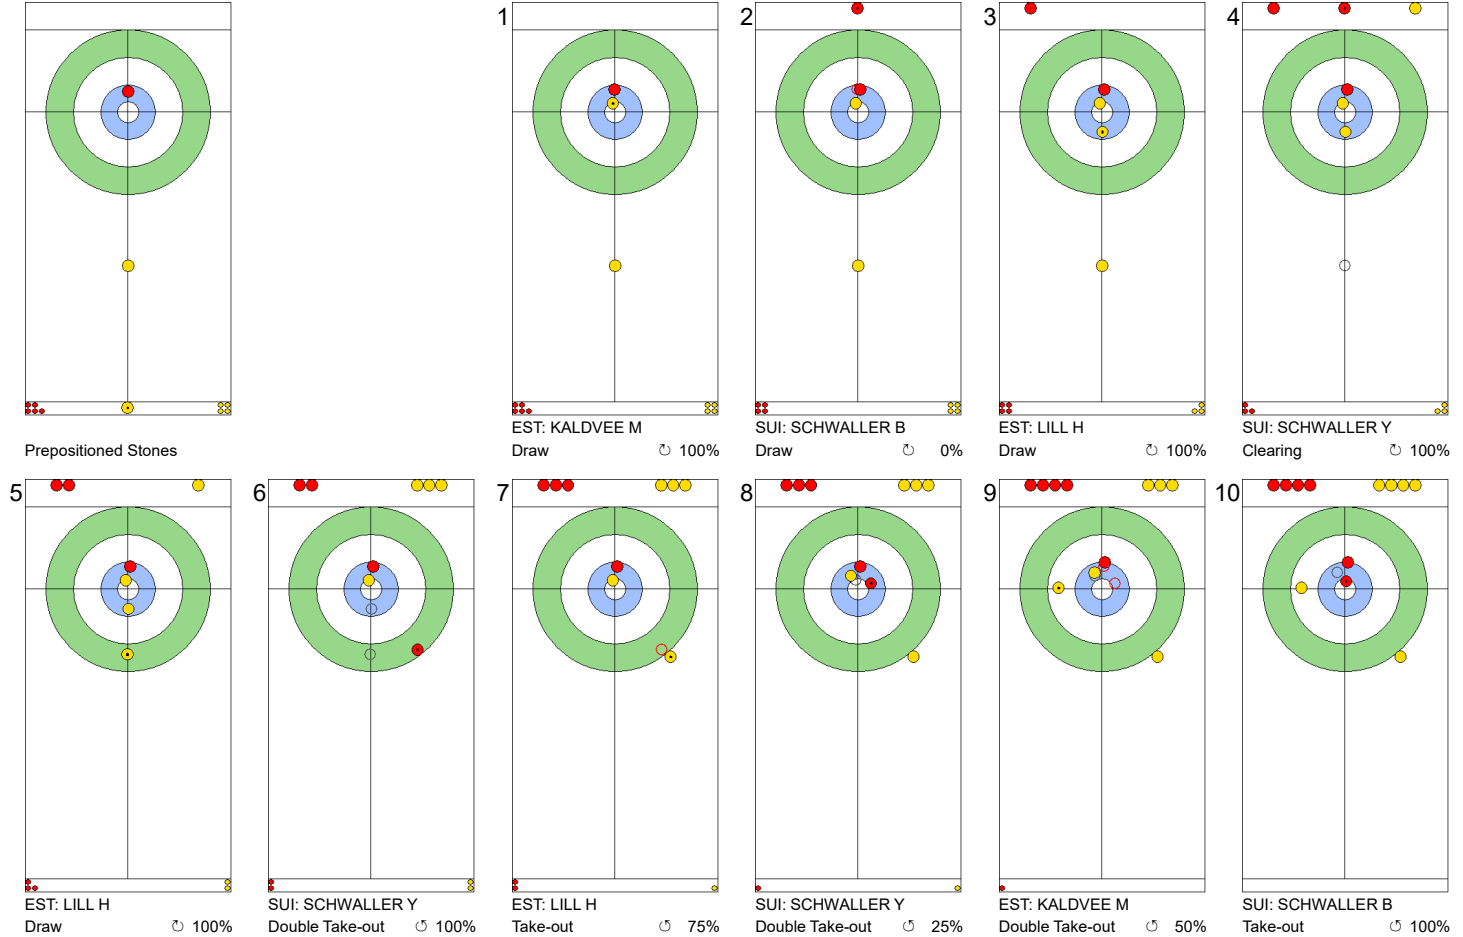 1
2
3
4
Prepositioned Stones
EST: KALDVEE M
Draw ↻ 100%
SUI: SCHWALLER B
Draw ↻ 0%
EST: LILL H
Draw ↻ 100%
SUI: SCHWALLER Y
Clearing ↻ 100%
5
6
7
8
9
10
EST: LILL H
Draw ↻ 100%
SUI: SCHWALLER Y
Double Take-out ↺ 100%
EST: LILL H
Take-out ↺ 75%
SUI: SCHWALLER Y
Double Take-out ↺ 25%
EST: KALDVEE M
Double Take-out ↺ 50%
SUI: SCHWALLER B
Take-out ↺ 100%